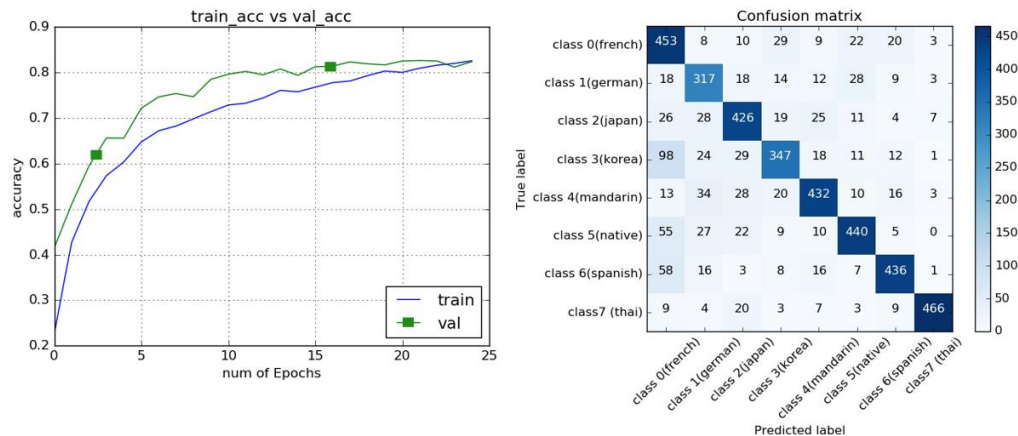 train_acc vs val_acc
0.9
0.8
0.7
0.6
0.5
0.4
0.3
0.2
accuracy
0 5 10 15 20 25
num of Epochs
train
val
Confusion matrix
True label
class 0(french) 453 8 10 29 9 22 20 3
class 1(german) 18 317 18 14 12 28 9 3
class 2(japan) 26 28 426 19 25 11 4 7
class 3(korea) 98 24 29 347 18 11 12 1
class 4(mandarin) 13 34 28 20 432 10 16 3
class 5(native) 55 27 22 9 10 440 5 0
class 6(spanish) 58 16 3 8 16 7 436 1
class7 (thai) 9 4 20 3 7 3 9 466
class 0(french)
class 1(german)
class 2(japan)
class 3(korea)
class 4(mandarin)
class 5(native)
class 6(spanish)
class7 (thai)
Predicted label
450
400
350
300
250
200
150
100
50
0